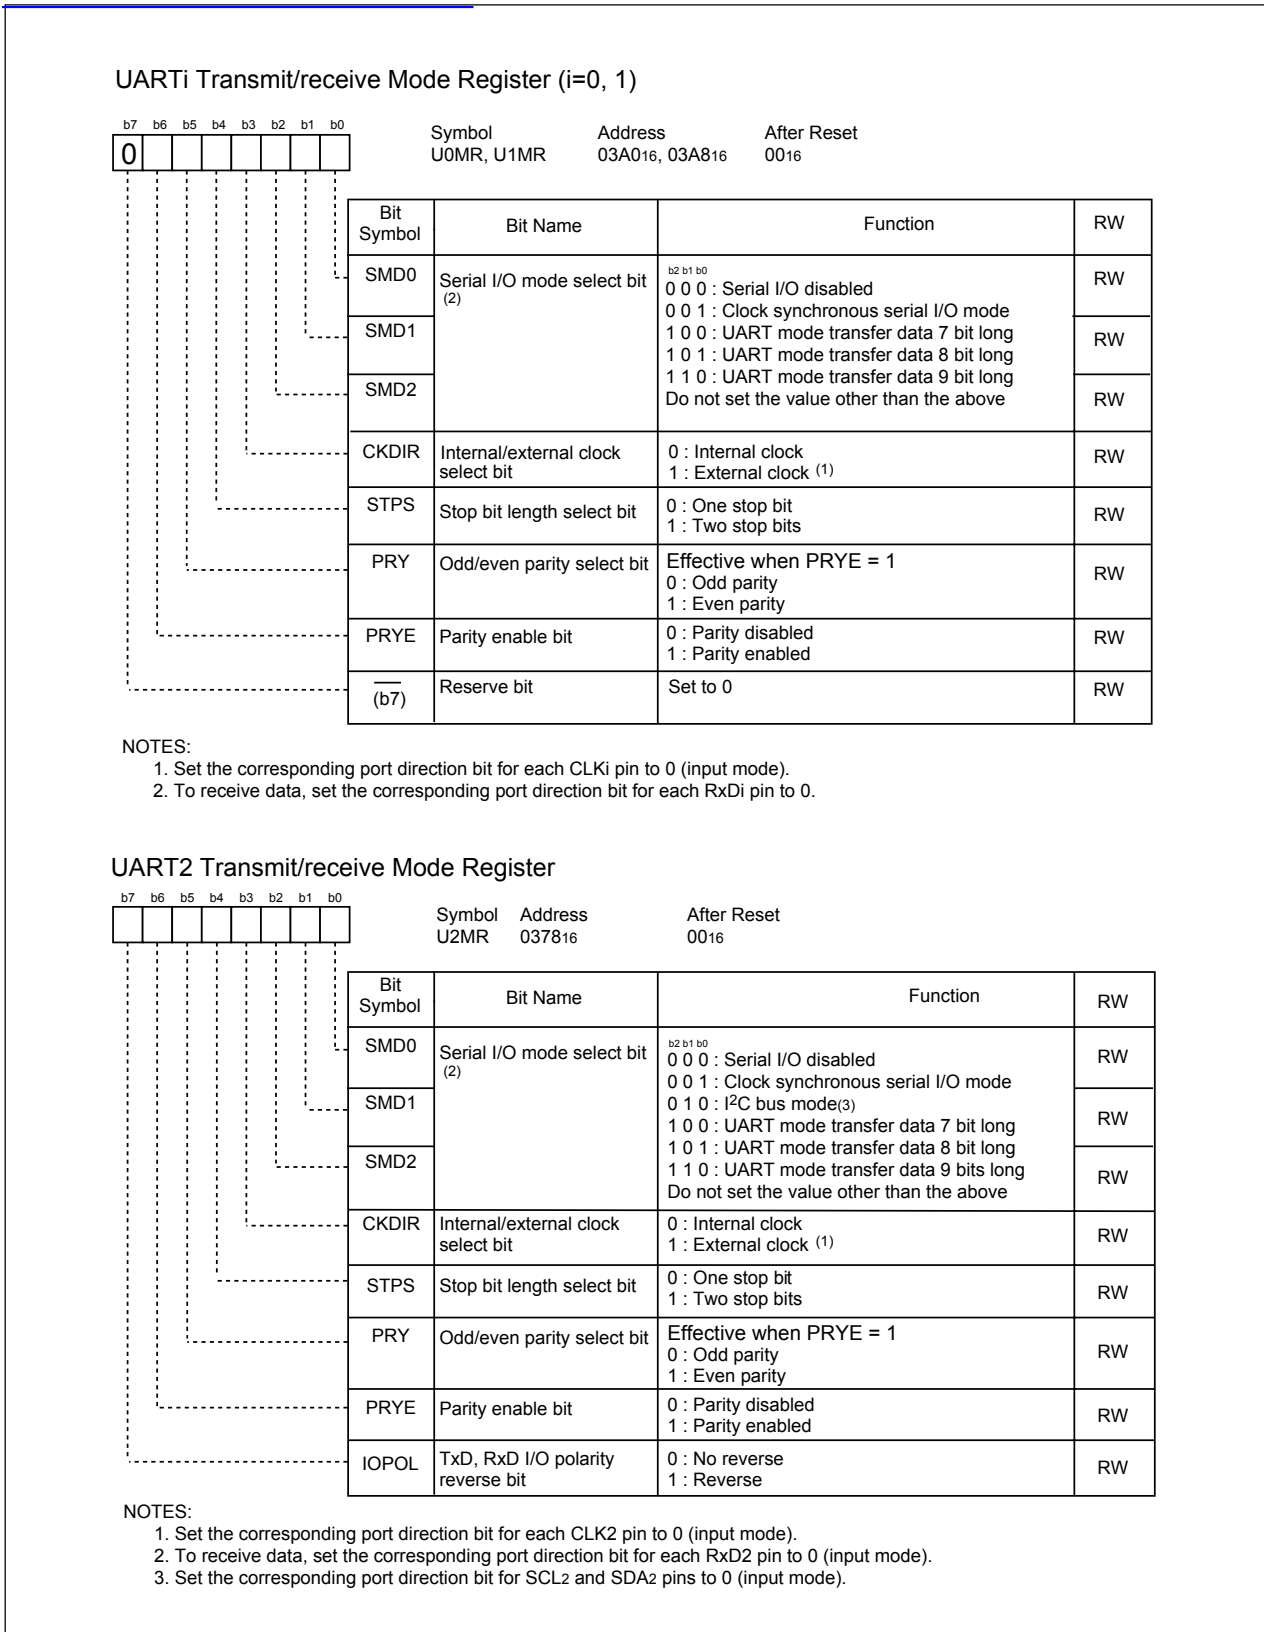 UARTi Transmit/receive Mode Register (i=0, 1)
b7 b6 b5 b4 b3 b2 b1 b0
0
Symbol Address After Reset
U0MR, U1MR 03A016, 03A816 0016
Bit Symbol Bit Name Function RW
SMD0 Serial I/O mode select bit (2) RW
b2 b1 b0
0 0 0 : Serial I/O disabled
0 0 1 : Clock synchronous serial I/O mode
SMD1 1 0 0 : UART mode transfer data 7 bit long RW
1 0 1 : UART mode transfer data 8 bit long
1 1 0 : UART mode transfer data 9 bit long
SMD2 Do not set the value other than the above RW
CKDIR Internal/external clock select bit 0 : Internal clock RW
1 : External clock (1)
STPS Stop bit length select bit 0 : One stop bit RW
1 : Two stop bits
PRY Odd/even parity select bit Effective when PRYE = 1 RW
0 : Odd parity
1 : Even parity
PRYE Parity enable bit 0 : Parity disabled RW
1 : Parity enabled
(b7) Reserve bit Set to 0 RW
NOTES:
1. Set the corresponding port direction bit for each CLKi pin to 0 (input mode).
2. To receive data, set the corresponding port direction bit for each RxDi pin to 0.
UART2 Transmit/receive Mode Register
b7 b6 b5 b4 b3 b2 b1 b0
Symbol Address After Reset
U2MR 037816 0016
Bit Symbol Bit Name Function RW
SMD0 Serial I/O mode select bit (2) RW
b2 b1 b0
0 0 0 : Serial I/O disabled
0 0 1 : Clock synchronous serial I/O mode
SMD1 0 1 0 : I2C bus mode(3) RW
1 0 0 : UART mode transfer data 7 bit long
1 0 1 : UART mode transfer data 8 bit long
SMD2 1 1 0 : UART mode transfer data 9 bits long RW
Do not set the value other than the above
CKDIR Internal/external clock select bit 0 : Internal clock RW
1 : External clock (1)
STPS Stop bit length select bit 0 : One stop bit RW
1 : Two stop bits
PRY Odd/even parity select bit Effective when PRYE = 1 RW
0 : Odd parity
1 : Even parity
PRYE Parity enable bit 0 : Parity disabled RW
1 : Parity enabled
IOPOL TxD, RxD I/O polarity reverse bit 0 : No reverse RW
1 : Reverse
NOTES:
1. Set the corresponding port direction bit for each CLK2 pin to 0 (input mode).
2. To receive data, set the corresponding port direction bit for each RxD2 pin to 0 (input mode).
3. Set the corresponding port direction bit for SCL2 and SDA2 pins to 0 (input mode).